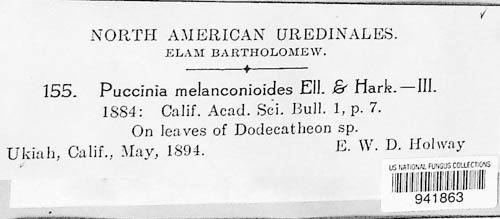 NORTH AMERICAN UREDINALES.
ELAM BARTHOLOMEW.
155. Puccinia melanconioides Ell. & Hark.—III.
1884: Calif. Acad. Sci. Bull. 1, p. 7.
On leaves of Dodecatheon sp.
Ukiah, Calif., May, 1894. E. W. D. Holway
US NATIONAL FUNGUS COLLECTIONS
941863